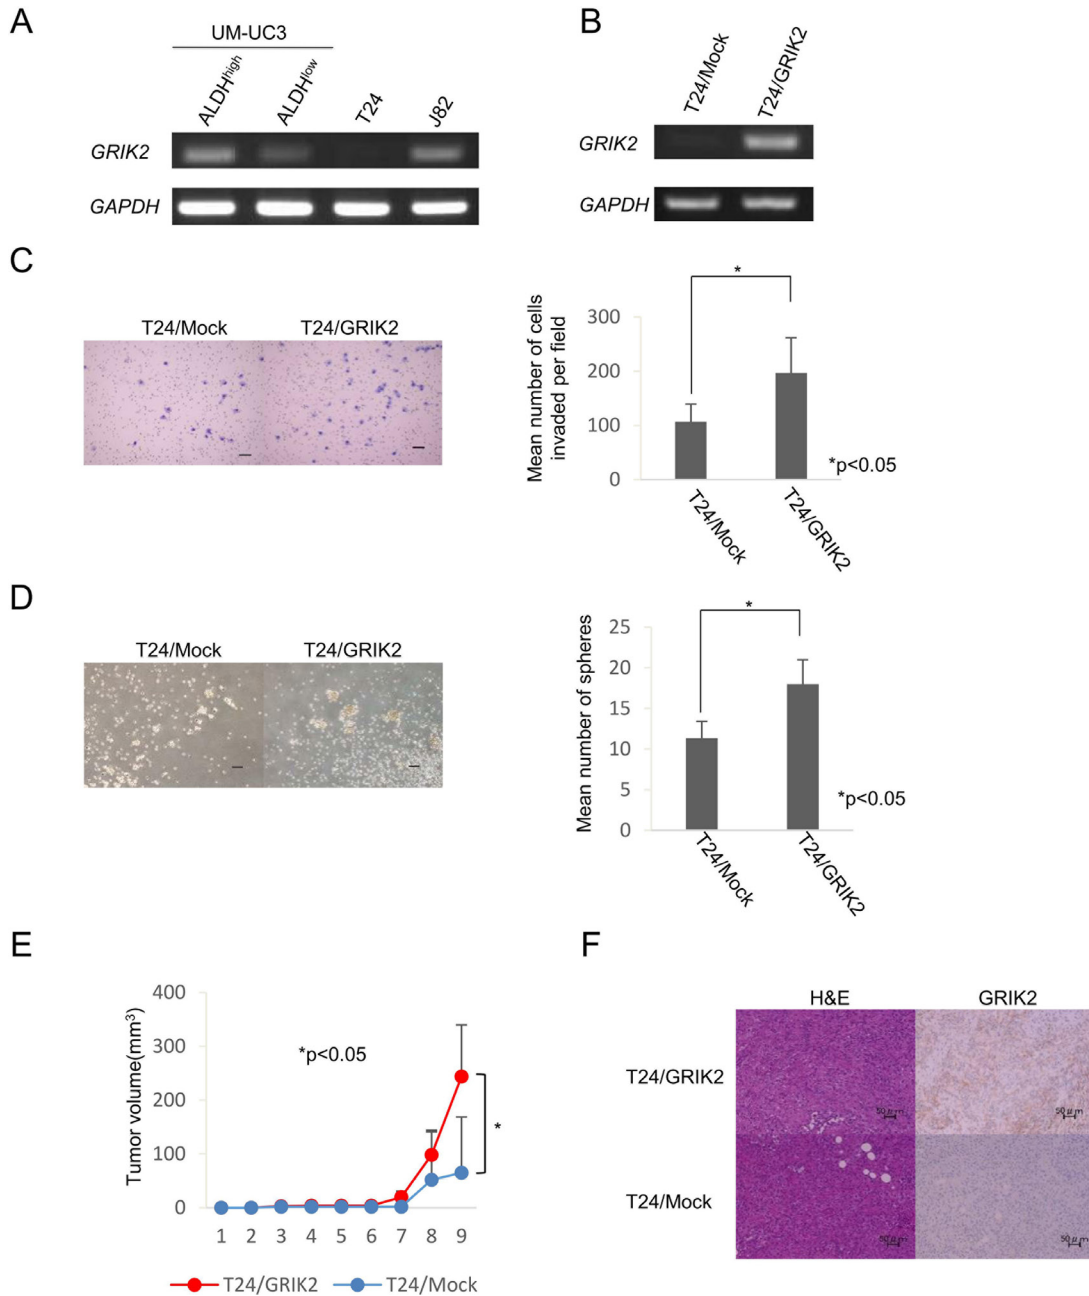 A
UM-UC3
ALDHhigh
ALDHlow
T24
J82
GRIK2
GAPDH
B
T24/Mock
T24/GRIK2
GRIK2
GAPDH
C
T24/Mock
T24/GRIK2
Mean number of cells
invaded per field
300
200
100
0
*
*p<0.05
T24/Mock
T24/GRIK2
D
T24/Mock
T24/GRIK2
Mean number of spheres
25
20
15
10
5
0
*
*p<0.05
T24/Mock
T24/GRIK2
E
Tumor volume(mm³)
400
300
200
100
0
*p<0.05
*
1 2 3 4 5 6 7 8 9
T24/GRIK2 T24/Mock
F
H&E GRIK2
T24/GRIK2
50μm 50μm
T24/Mock
50μm 50μm